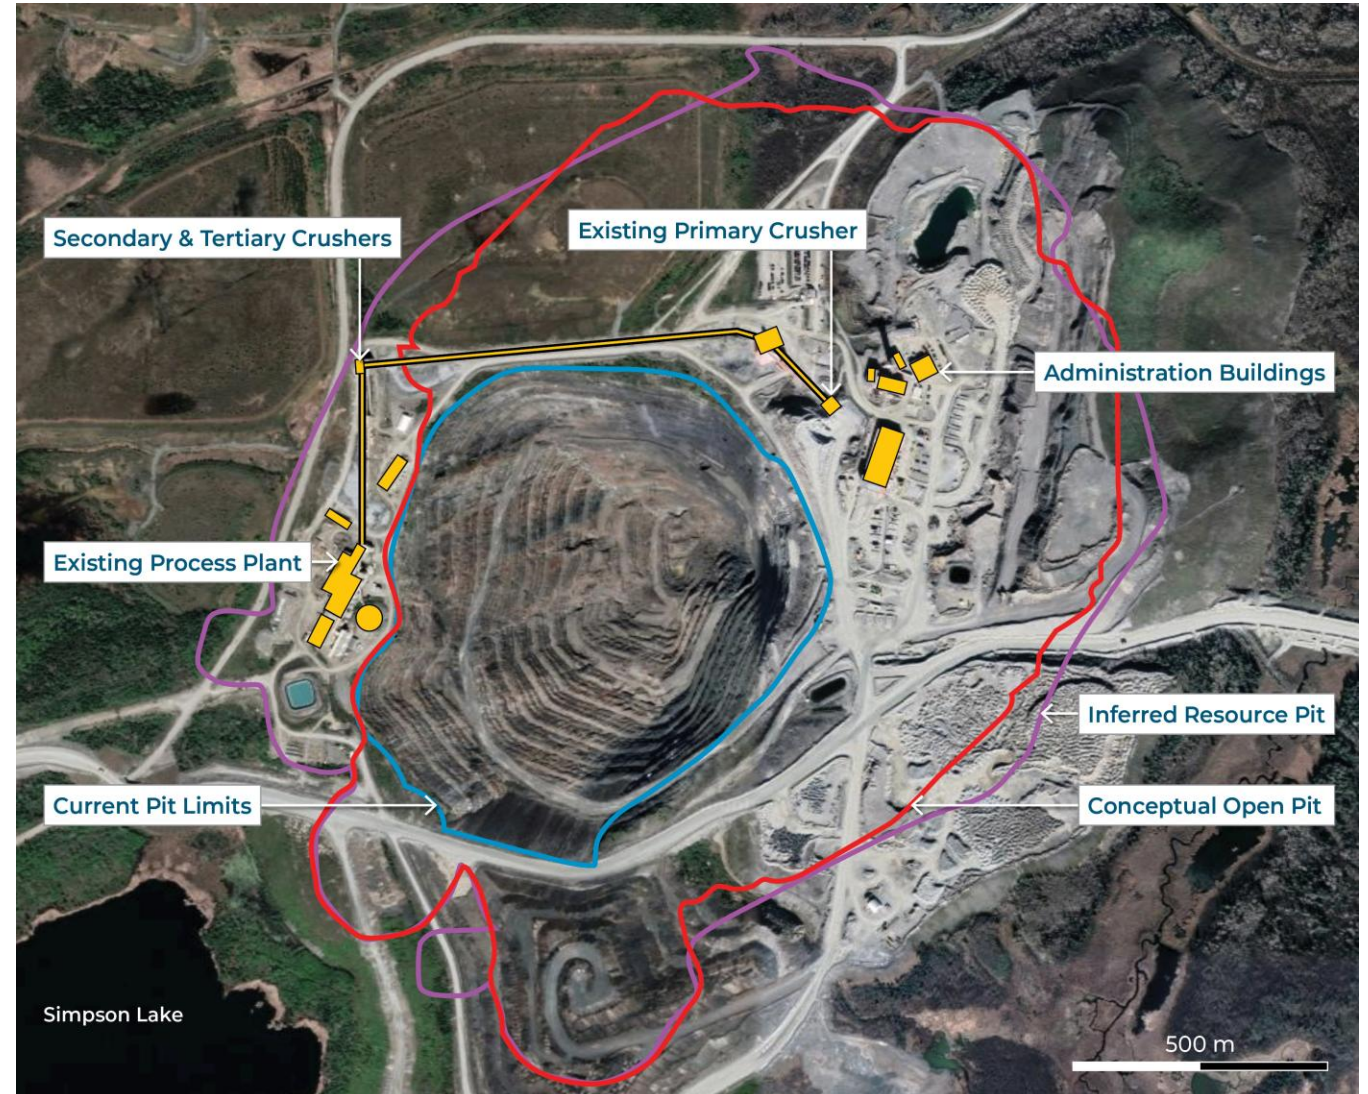 Secondary & Tertiary Crushers
Existing Primary Crusher
Administration Buildings
Existing Process Plant
Inferred Resource Pit
Current Pit Limits
Conceptual Open Pit
Simpson Lake
500 m